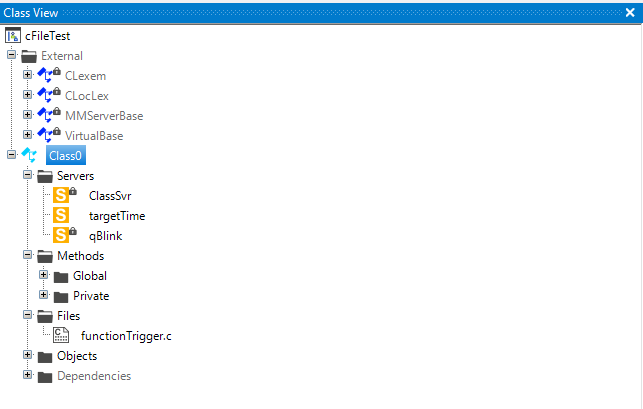 Class View
cFileTest
External
CLexem
CLocLex
MMServerBase
VirtualBase
Class0
Servers
S ClassSvr
S targetTime
S qBlink
Methods
Global
Private
Files
C functionTrigger.c
Objects
Dependencies